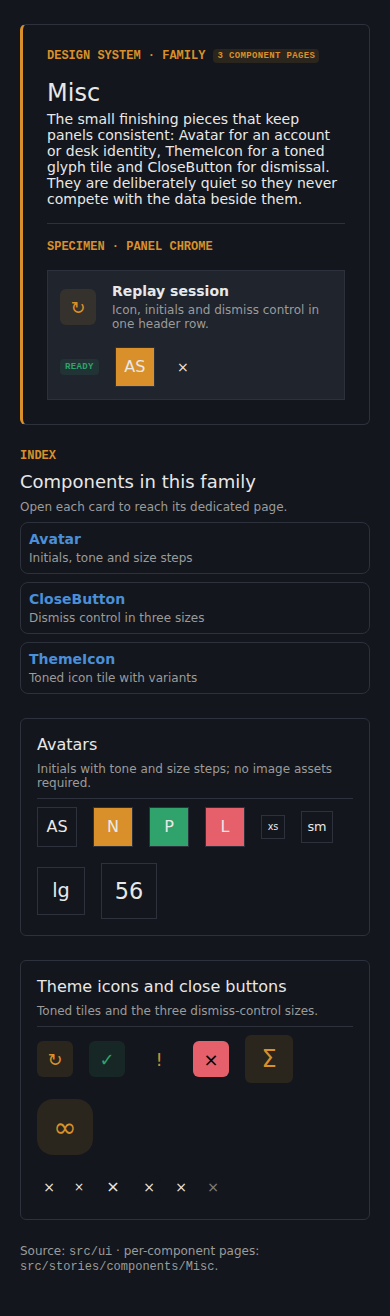 DESIGN SYSTEM · FAMILY 3 COMPONENT PAGES
Misc
The small finishing pieces that keep
panels consistent: Avatar for an account
or desk identity, ThemeIcon for a toned
glyph tile and CloseButton for dismissal.
They are deliberately quiet so they never
compete with the data beside them.
SPECIMEN · PANEL CHROME
↻ Replay session
Icon, initials and dismiss control in
one header row.
READY AS ×
INDEX
Components in this family
Open each card to reach its dedicated page.
Avatar
Initials, tone and size steps
CloseButton
Dismiss control in three sizes
ThemeIcon
Toned icon tile with variants
Avatars
Initials with tone and size steps; no image assets
required.
AS N P L xs sm
lg 56
Theme icons and close buttons
Toned tiles and the three dismiss-control sizes.
↻ ✓ ! × Σ
∞
× × × × × ×
Source: src/ui · per-component pages:
src/stories/components/Misc.